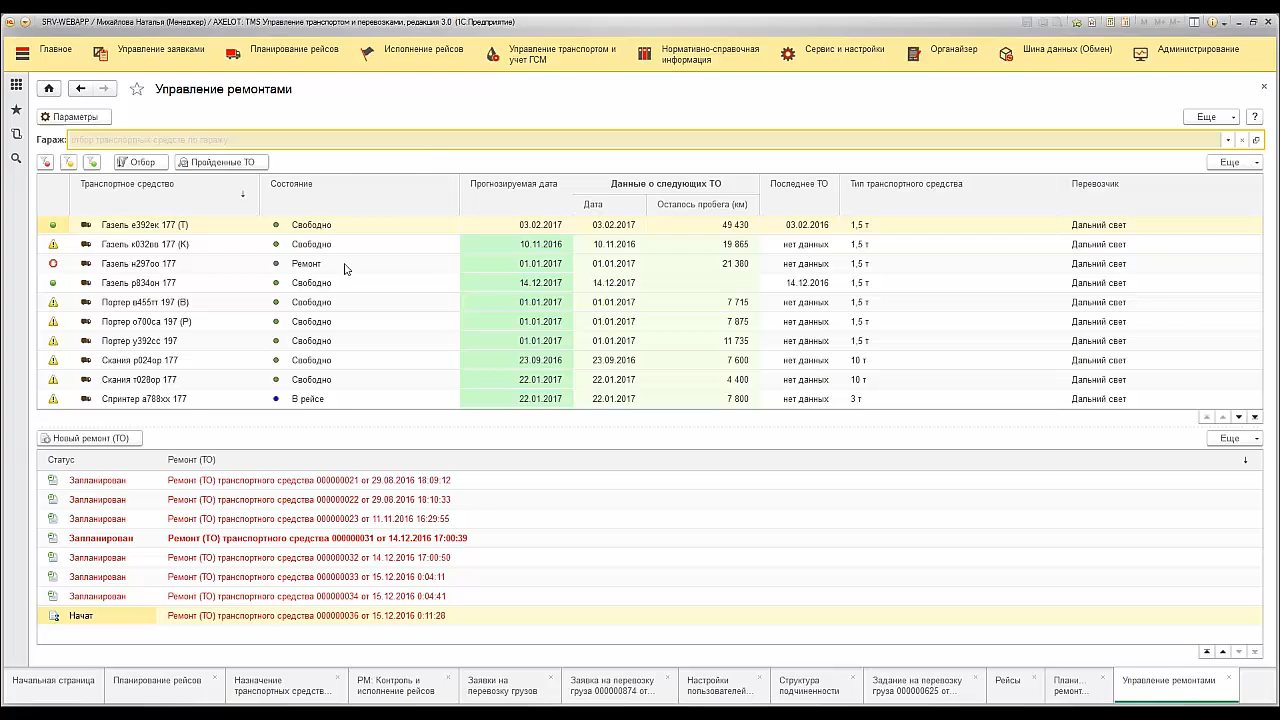 SRV-WEBAPP / Михайлова Наталья (Менеджер) / AXELOT: TMS Управление транспортом и перевозками, редакция 3.0 (1С:Предприятие)
M M+ M-
Главное
Управление заявками
Планирование рейсов
Исполнение рейсов
Управление транспортом и учет ГСМ
Нормативно-справочная информация
Сервис и настройки
Органайзер
Шина данных (Обмен)
Администрирование
Управление ремонтами
Параметры
Еще
?
Гараж: отбор транспортных средств по гаражу
Отбор
Пройденные ТО
Еще
Транспортное средство Состояние Прогнозируемая дата Данные о следующих ТО Последнее ТО Тип транспортного средства Перевозчик
Дата Осталось пробега (км)
Газель е392ек 177 (Т) Свободно 03.02.2017 03.02.2017 49 430 03.02.2016 1,5 т Дальний свет
Газель к032вв 177 (К) Свободно 10.11.2016 10.11.2016 19 865 нет данных 1,5 т Дальний свет
Газель н297оо 177 Ремонт 01.01.2017 01.01.2017 21 380 нет данных 1,5 т Дальний свет
Газель р834он 177 Свободно 14.12.2017 14.12.2017 14.12.2016 1,5 т Дальний свет
Портер в455тт 197 (В) Свободно 01.01.2017 01.01.2017 7 715 нет данных 1,5 т Дальний свет
Портер о700са 197 (Р) Свободно 01.01.2017 01.01.2017 7 875 нет данных 1,5 т Дальний свет
Портер у392сс 197 Свободно 01.01.2017 01.01.2017 11 735 нет данных 1,5 т Дальний свет
Скания р024ор 177 Свободно 23.09.2016 23.09.2016 7 600 нет данных 10 т Дальний свет
Скания т028ор 177 Свободно 22.01.2017 22.01.2017 4 400 нет данных 10 т Дальний свет
Спринтер а788хх 177 В рейсе 22.01.2017 22.01.2017 7 800 нет данных 3 т Дальний свет
Новый ремонт (ТО)
Еще
Статус Ремонт (ТО)
Запланирован Ремонт (ТО) транспортного средства 000000021 от 29.08.2016 18:09:12
Запланирован Ремонт (ТО) транспортного средства 000000022 от 29.08.2016 18:10:33
Запланирован Ремонт (ТО) транспортного средства 000000023 от 11.11.2016 16:29:55
Запланирован Ремонт (ТО) транспортного средства 000000031 от 14.12.2016 17:00:39
Запланирован Ремонт (ТО) транспортного средства 000000032 от 14.12.2016 17:00:50
Запланирован Ремонт (ТО) транспортного средства 000000033 от 15.12.2016 0:04:11
Запланирован Ремонт (ТО) транспортного средства 000000034 от 15.12.2016 0:04:41
Начат Ремонт (ТО) транспортного средства 000000036 от 15.12.2016 0:11:28
Начальная страница
Планирование рейсов
Назначение транспортных средств...
РМ: Контроль и исполнение рейсов
Заявки на перевозку грузов
Заявка на перевозку груза 000000874 от...
Настройки пользователей...
Структура подчиненности
Задание на перевозку груза 000000625 от...
Рейсы
Плани... ремонт...
Управление ремонтами